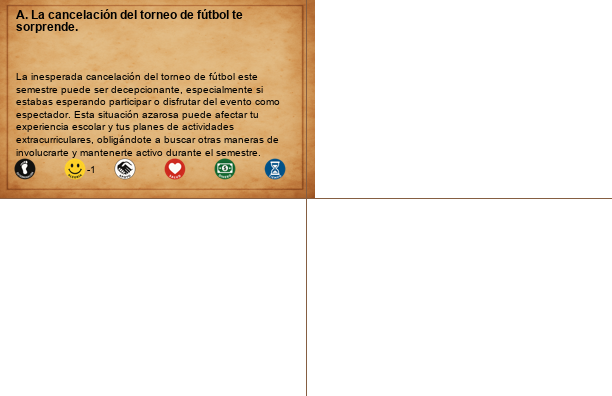 A. La cancelación del torneo de fútbol te
sorprende.
La inesperada cancelación del torneo de fútbol este
semestre puede ser decepcionante, especialmente si
estabas esperando participar o disfrutar del evento como
espectador. Esta situación azarosa puede afectar tu
experiencia escolar y tus planes de actividades
extracurriculares, obligándote a buscar otras maneras de
involucrarte y mantenerte activo durante el semestre.
-1